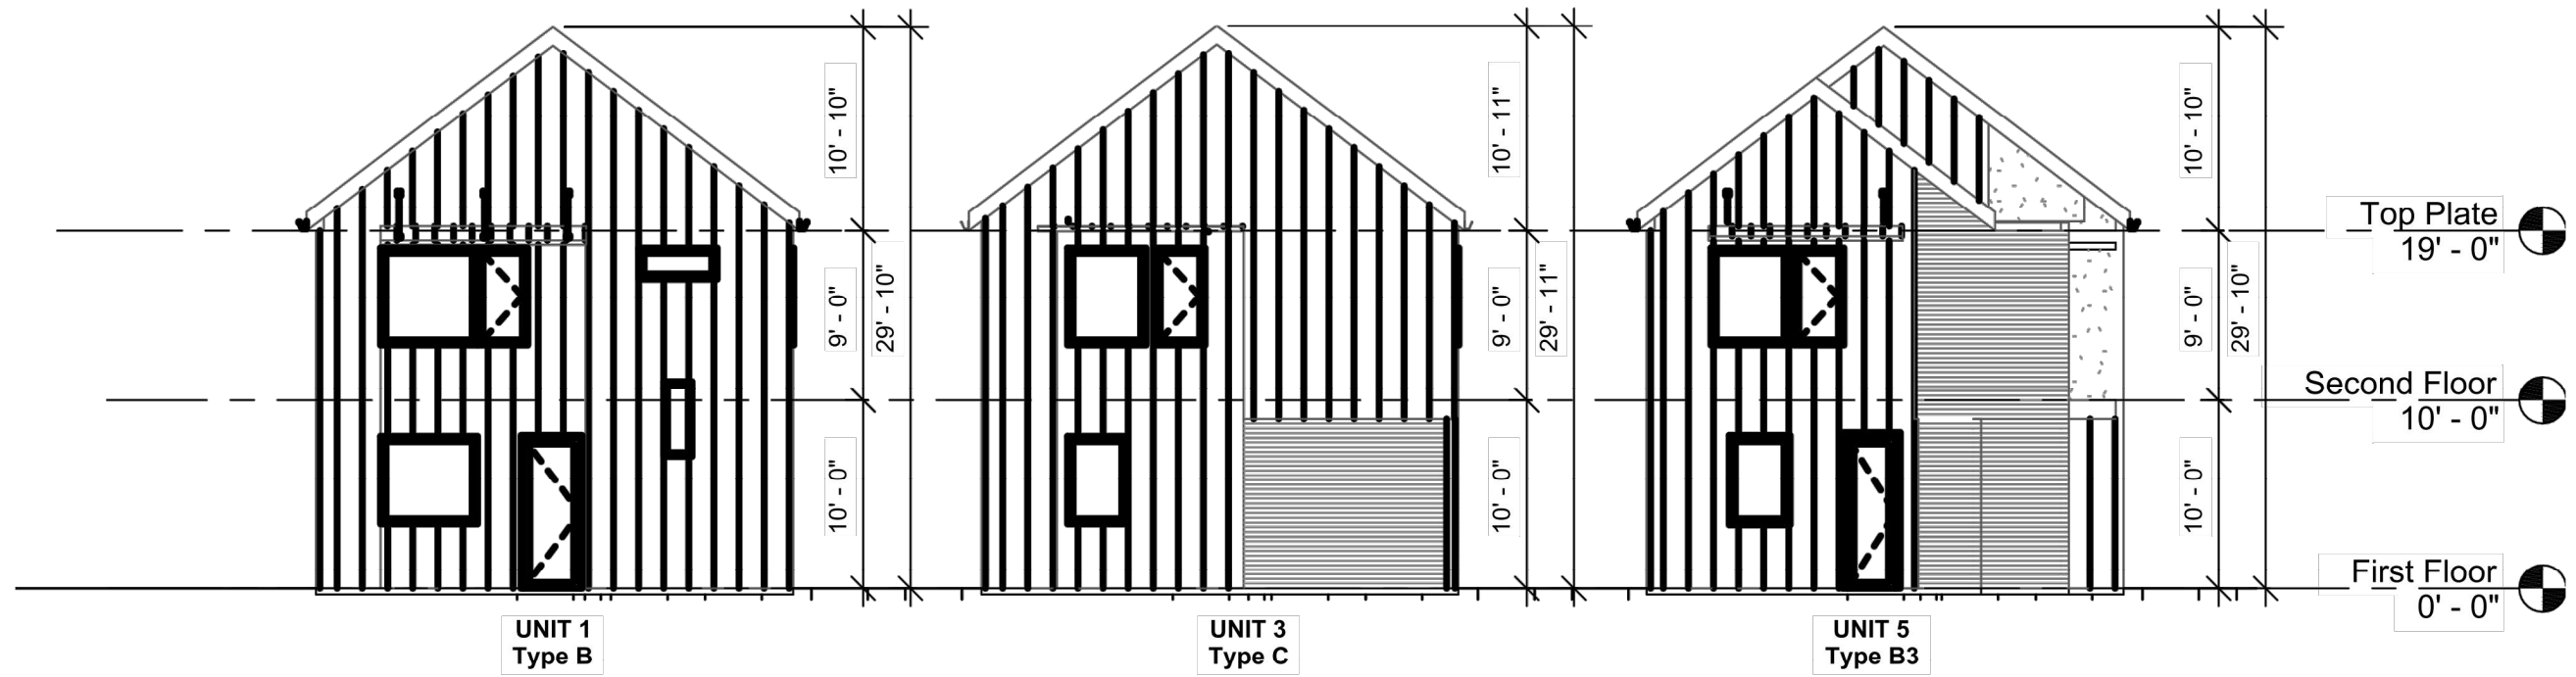 10' - 10"
9' - 0"
29' - 10"
10' - 0"
UNIT 1
Type B
10' - 11"
9' - 0"
29' - 11"
10' - 0"
UNIT 3
Type C
10' - 10"
9' - 0"
29' - 10"
10' - 0"
UNIT 5
Type B3
Top Plate
19' - 0"
Second Floor
10' - 0"
First Floor
0' - 0"